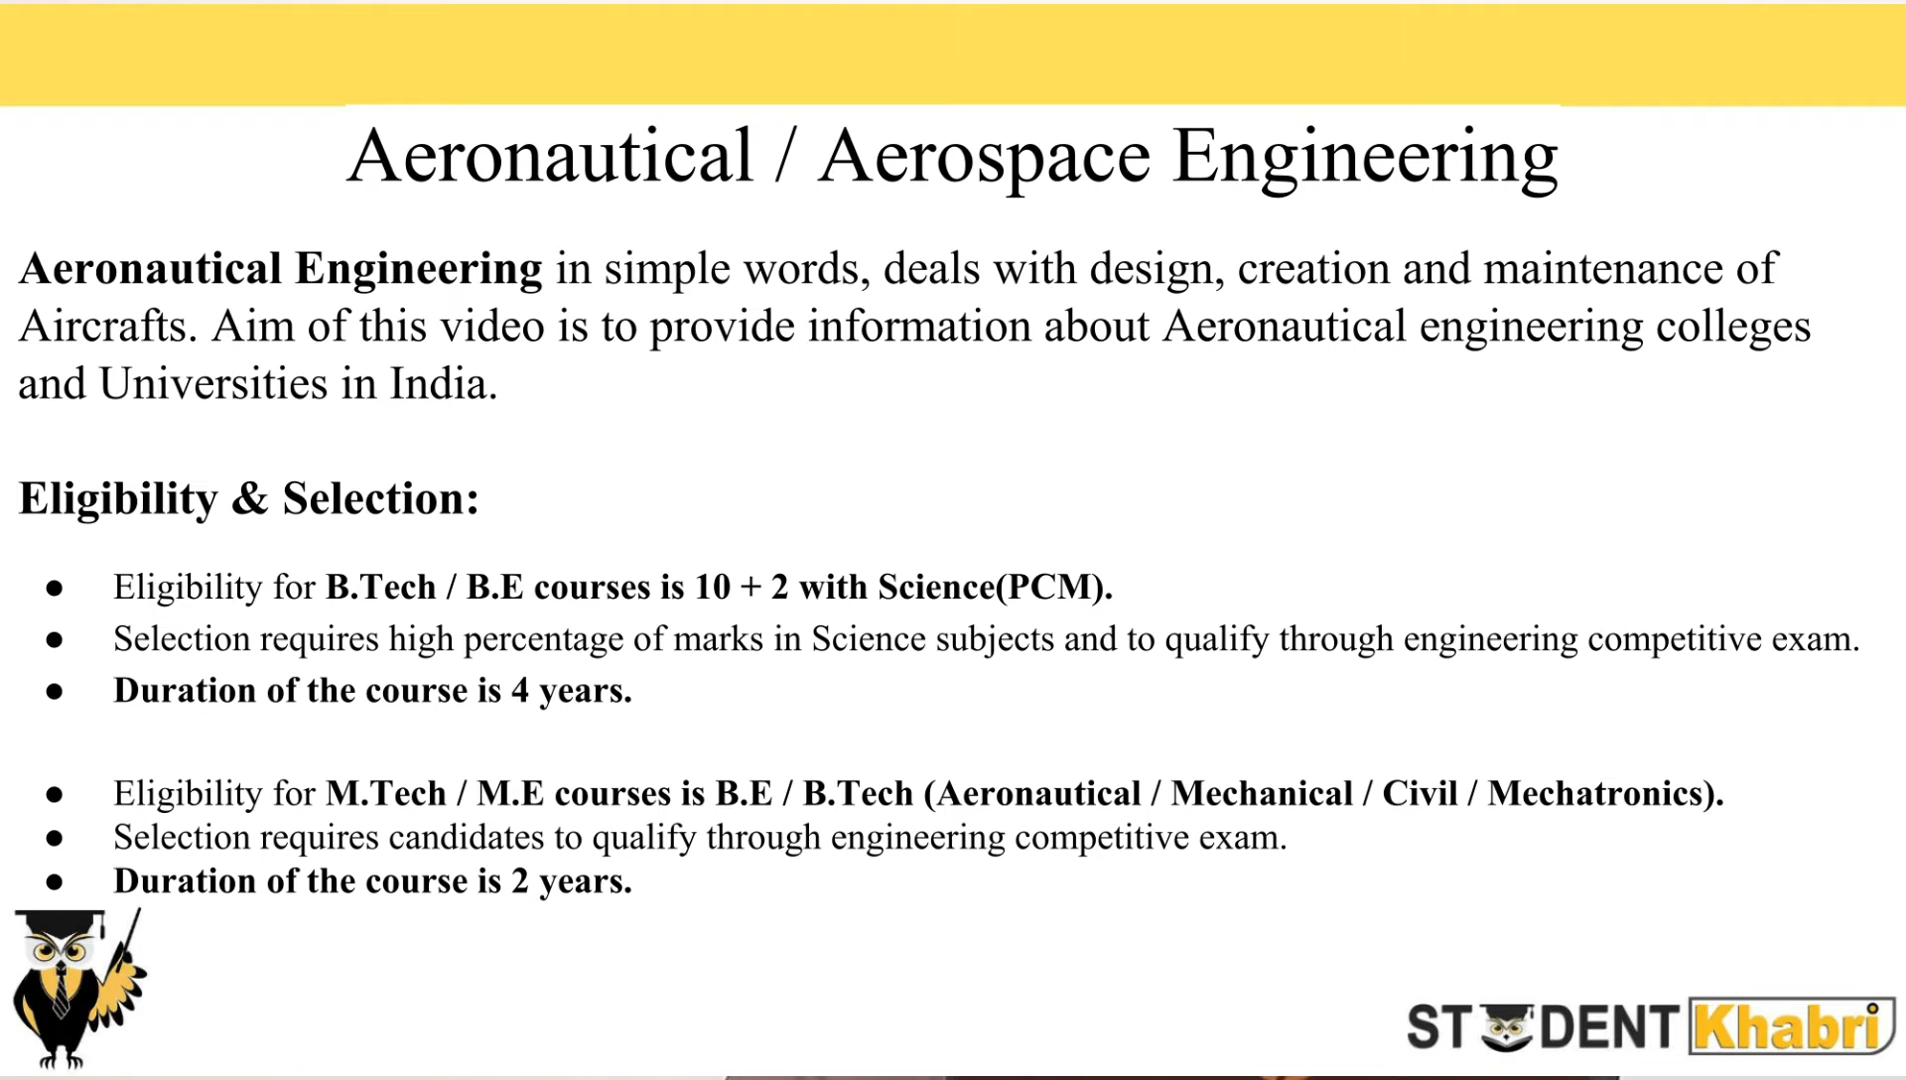 Aeronautical / Aerospace Engineering
Aeronautical Engineering in simple words, deals with design, creation and maintenance of
Aircrafts. Aim of this video is to provide information about Aeronautical engineering colleges
and Universities in India.
Eligibility & Selection:
● Eligibility for B.Tech / B.E courses is 10 + 2 with Science(PCM).
● Selection requires high percentage of marks in Science subjects and to qualify through engineering competitive exam.
● Duration of the course is 4 years.
● Eligibility for M.Tech / M.E courses is B.E / B.Tech (Aeronautical / Mechanical / Civil / Mechatronics).
● Selection requires candidates to qualify through engineering competitive exam.
● Duration of the course is 2 years.
STUDENT Khabri